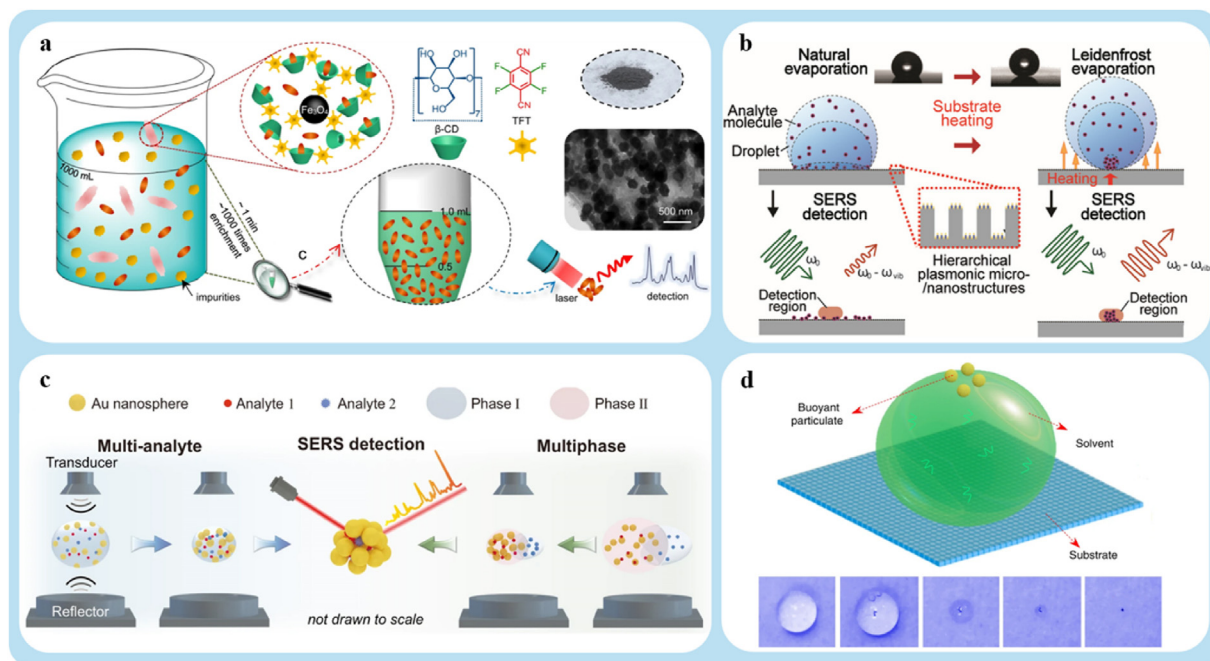 a
HO
OH
OH
O
O
HO
7
β-CD
CN
F
F
F
F
CN
TFT
Fe₃O₄
1000 mL
~1 min
~1000 times
enrichment
impurities
C
1.0 mL
0.5
laser
detection
500 nm
b
Natural
evaporation
Leidenfrost
evaporation
Substrate
heating
Analyte
molecule
Droplet
Heating
SERS
detection
SERS
detection
ω₀
ω₀ - ωvib
Hierarchical
plasmonic micro-
/nanostructures
ω₀
ω₀ - ωvib
Detection
region
Detection
region
c
Au nanosphere
Analyte 1
Analyte 2
Phase I
Phase II
Multi-analyte
SERS detection
Multiphase
Transducer
Reflector
not drawn to scale
d
Buoyant
particulate
Solvent
Substrate